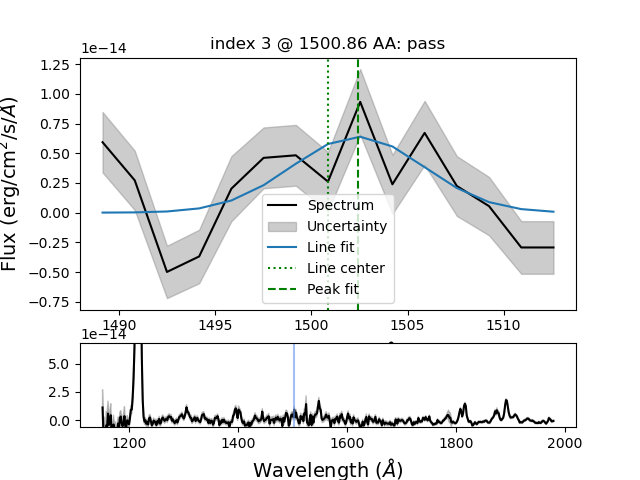 index 3 @ 1500.86 AA: pass
1e−14
1.25
1.00
0.75
0.50
0.25
0.00
−0.25
−0.50
−0.75
Flux (erg/cm²/s/Å)
Spectrum
Uncertainty
Line fit
Line center
Peak fit
1490 1495 1500 1505 1510
1e−14
5.0
2.5
0.0
1200 1400 1600 1800 2000
Wavelength (Å)